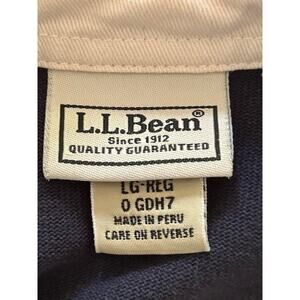 L.L.Bean®
Since 1912
QUALITY GUARANTEED
LG-REG
0 GDH7
MADE IN PERU
CARE ON REVERSE